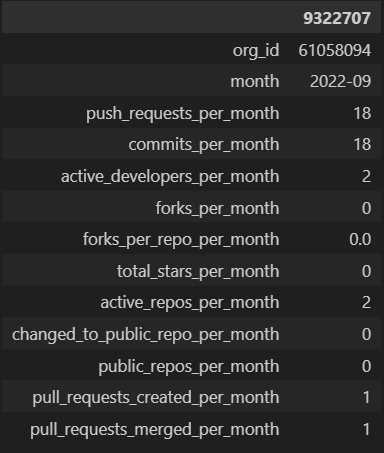 9322707
org_id 61058094
month 2022-09
push_requests_per_month 18
commits_per_month 18
active_developers_per_month 2
forks_per_month 0
forks_per_repo_per_month 0.0
total_stars_per_month 0
active_repos_per_month 2
changed_to_public_repo_per_month 0
public_repos_per_month 0
pull_requests_created_per_month 1
pull_requests_merged_per_month 1